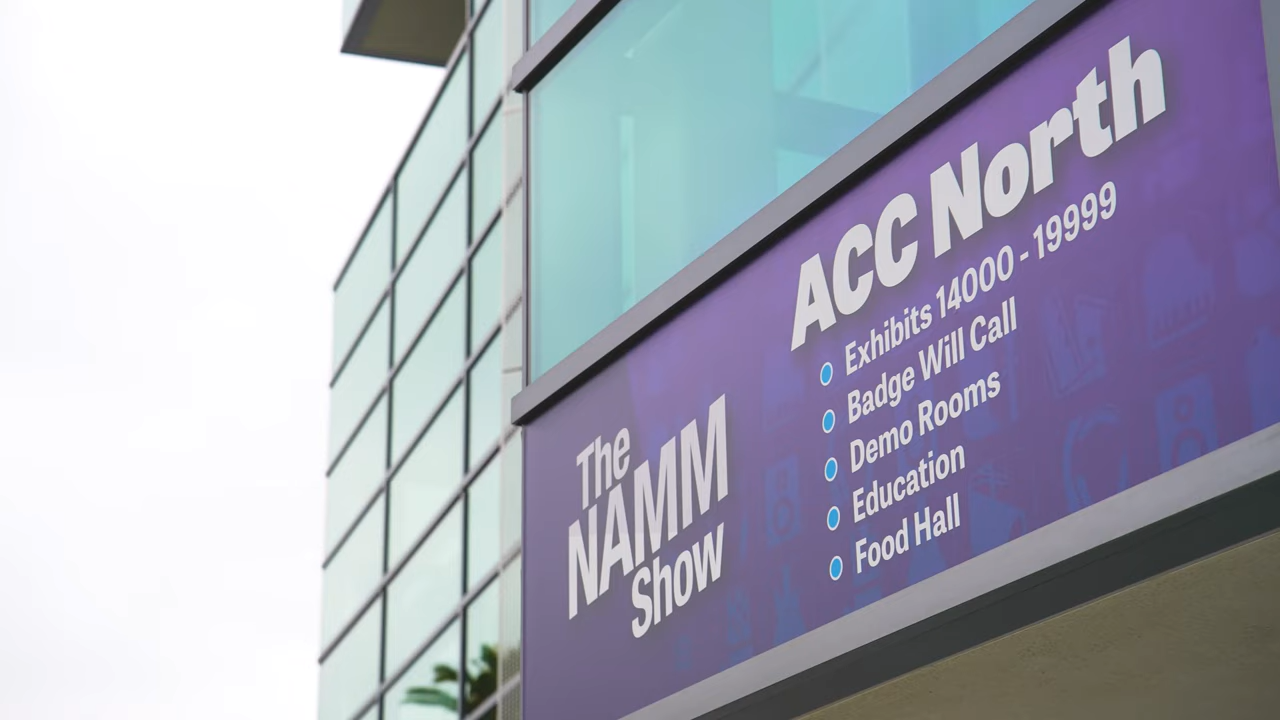 The
NAMM
Show
ACC North
Exhibits 14000 - 19999
Badge Will Call
Demo Rooms
Education
Food Hall